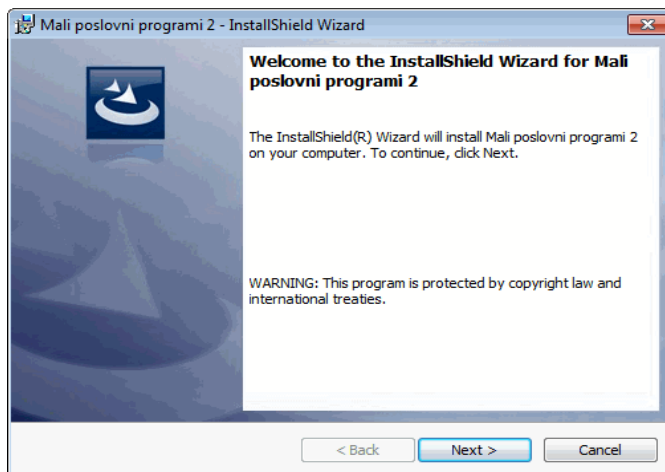 Mali poslovni programi 2 - InstallShield Wizard
Welcome to the InstallShield Wizard for Mali
poslovni programi 2
The InstallShield(R) Wizard will install Mali poslovni programi 2
on your computer. To continue, click Next.
WARNING: This program is protected by copyright law and
international treaties.
< Back Next > Cancel